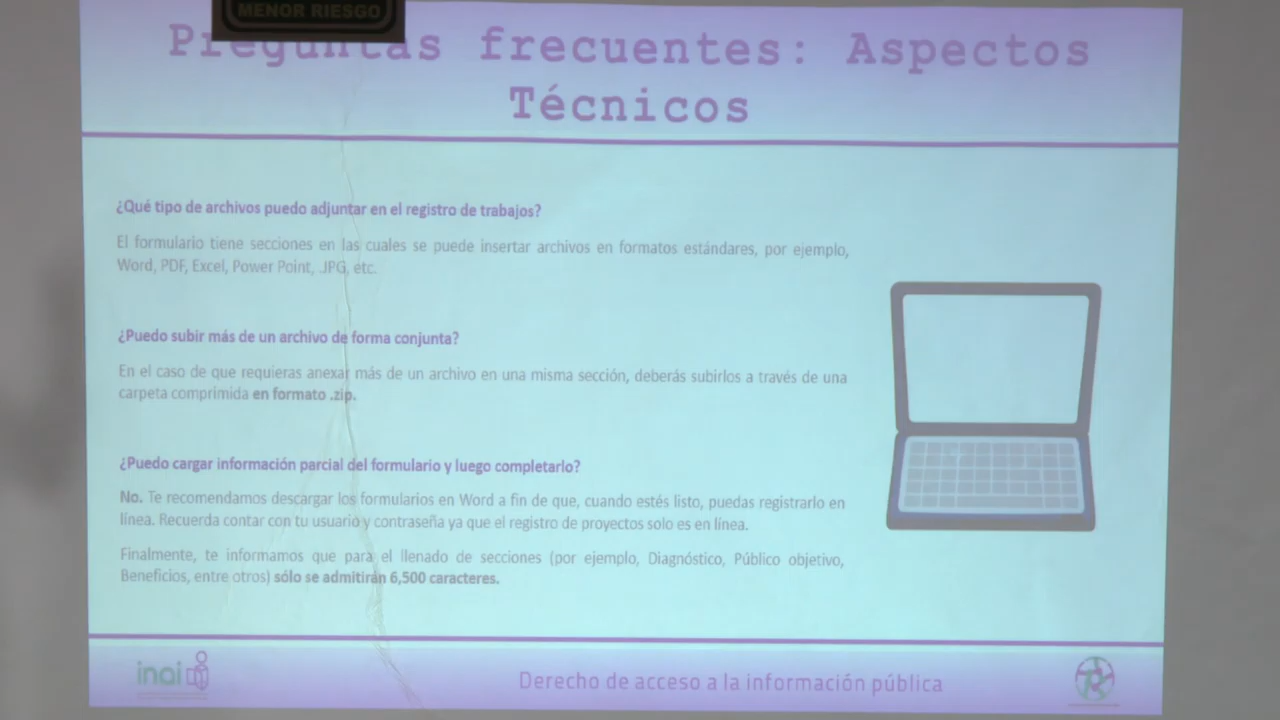 MENOR RIESGO
Preguntas frecuentes: Aspectos
Técnicos
¿Qué tipo de archivos puedo adjuntar en el registro de trabajos?
El formulario tiene secciones en las cuales se puede insertar archivos en formatos estándares, por ejemplo,
Word, PDF, Excel, Power Point, .JPG, etc.
¿Puedo subir más de un archivo de forma conjunta?
En el caso de que requieras anexar más de un archivo en una misma sección, deberás subirlos a través de una
carpeta comprimida en formato .zip.
¿Puedo cargar información parcial del formulario y luego completarlo?
No. Te recomendamos descargar los formularios en Word a fin de que, cuando estés listo, puedas registrarlo en
línea. Recuerda contar con tu usuario y contraseña ya que el registro de proyectos solo es en línea.
Finalmente, te informamos que para el llenado de secciones (por ejemplo, Diagnóstico, Público objetivo,
Beneficios, entre otros) sólo se admitirán 6,500 caracteres.
inai
Derecho de acceso a la información pública